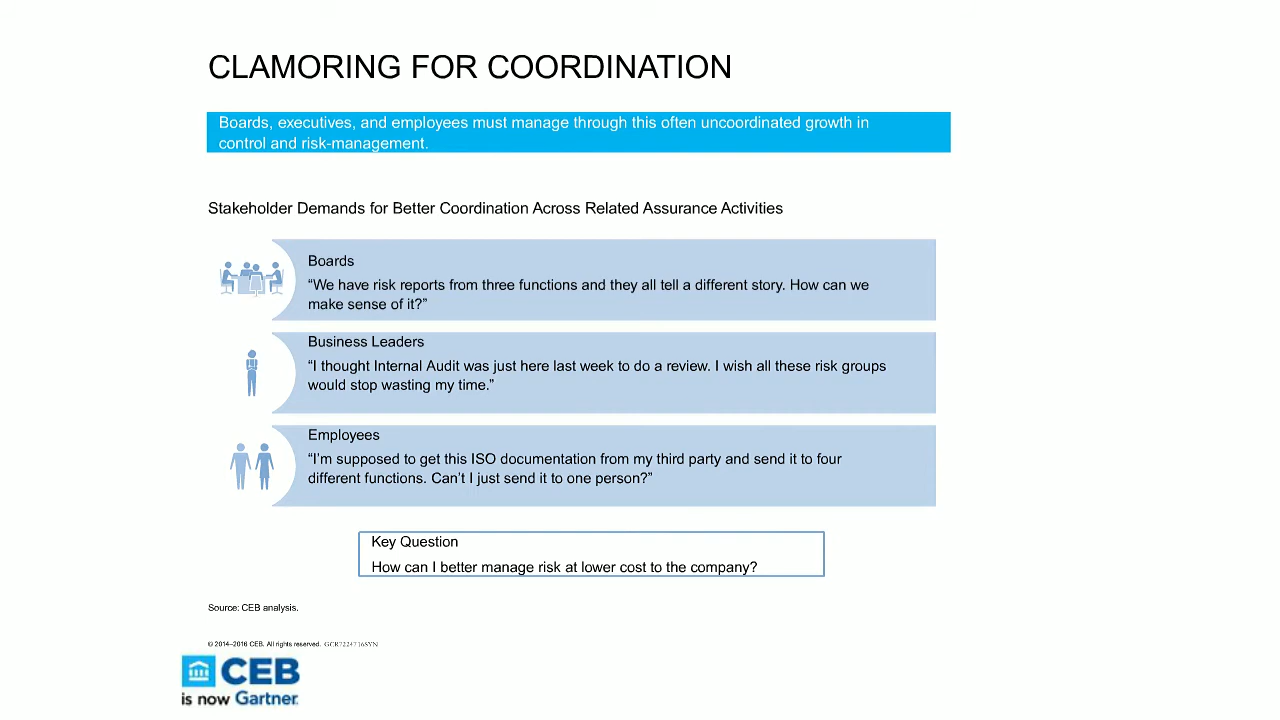 CLAMORING FOR COORDINATION
Boards, executives, and employees must manage through this often uncoordinated growth in
control and risk-management.
Stakeholder Demands for Better Coordination Across Related Assurance Activities
Boards
“We have risk reports from three functions and they all tell a different story. How can we
make sense of it?”
Business Leaders
“I thought Internal Audit was just here last week to do a review. I wish all these risk groups
would stop wasting my time.”
Employees
“I’m supposed to get this ISO documentation from my third party and send it to four
different functions. Can’t I just send it to one person?”
Key Question
How can I better manage risk at lower cost to the company?
Source: CEB analysis.
© 2014–2016 CEB. All rights reserved.
CEB
is now Gartner